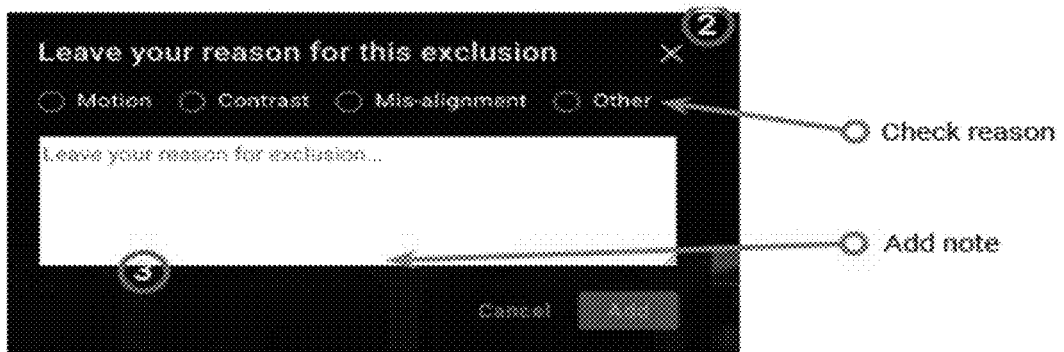 2
Leave your reason for this exclusion
Motion Contrast Mis-alignment Other
Check reason
Leave your reason for exclusion...
Add note
3
Cancel